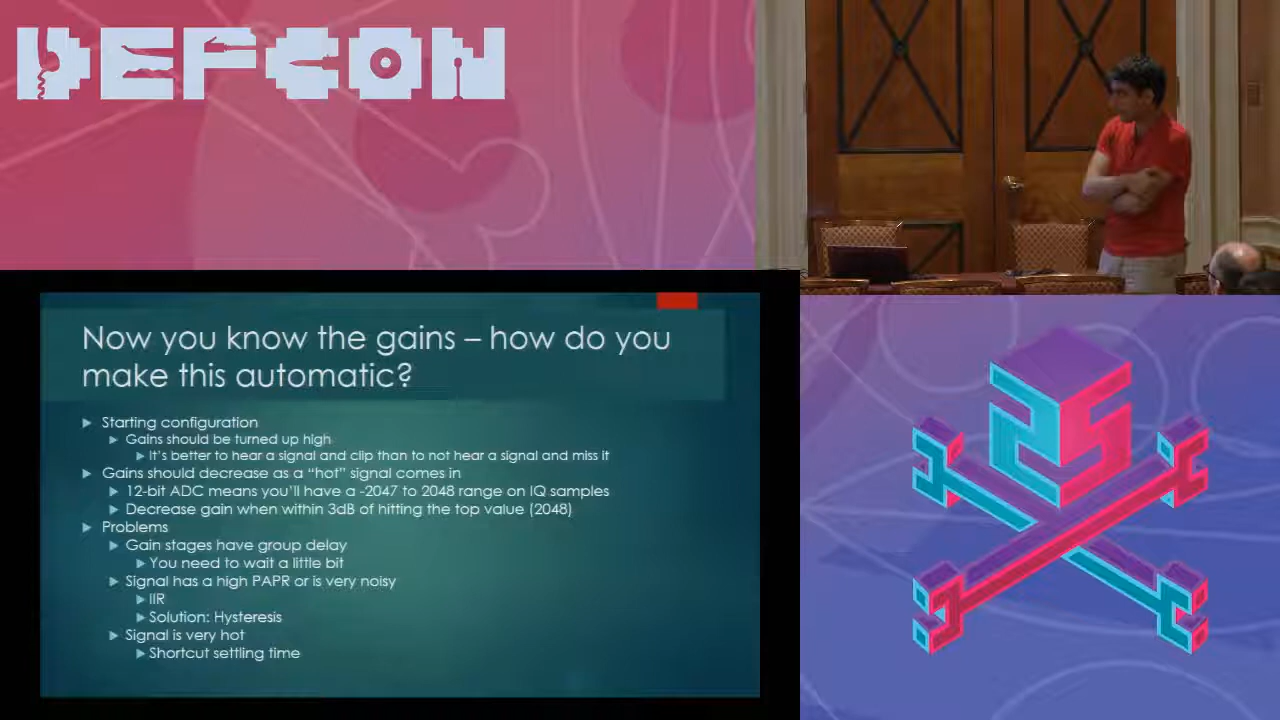 DEFCON
Now you know the gains – how do you
make this automatic?
Starting configuration
Gains should be turned up high
It's better to hear a signal and clip than to not hear a signal and miss it
Gains should decrease as a “hot” signal comes in
12-bit ADC means you'll have a -2047 to 2048 range on IQ samples
Decrease gain when within 3dB of hitting the top value (2048)
Problems
Gain stages have group delay
You need to wait a little bit
Signal has a high PAPR or is very noisy
IIR
Solution: Hysteresis
Signal is very hot
Shortcut settling time
25